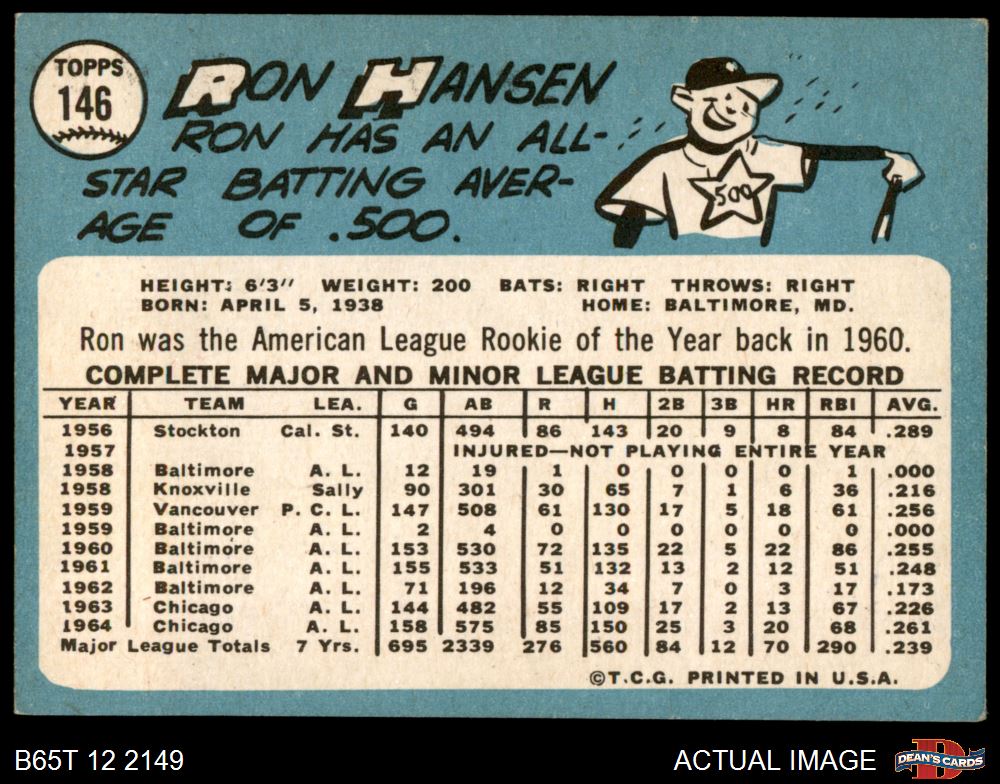 TOPPS
146
RON HANSEN
RON HAS AN ALL-
STAR BATTING AVER-
AGE OF .500.
500
HEIGHT: 6'3" WEIGHT: 200 BATS: RIGHT THROWS: RIGHT
BORN: APRIL 5, 1938 HOME: BALTIMORE, MD.
Ron was the American League Rookie of the Year back in 1960.
COMPLETE MAJOR AND MINOR LEAGUE BATTING RECORD
YEAR TEAM LEA. G AB R H 2B 3B HR RBI AVG.
1956 Stockton Cal. St. 140 494 86 143 20 9 8 84 .289
1957 INJURED—NOT PLAYING ENTIRE YEAR
1958 Baltimore A. L. 12 19 1 0 0 0 0 1 .000
1958 Knoxville Sally 90 301 30 65 7 1 6 36 .216
1959 Vancouver P. C. L. 147 508 61 130 17 5 18 61 .256
1959 Baltimore A. L. 2 4 0 0 0 0 0 0 .000
1960 Baltimore A. L. 153 530 72 135 22 5 22 86 .255
1961 Baltimore A. L. 155 533 51 132 13 2 12 51 .248
1962 Baltimore A. L. 71 196 12 34 7 0 3 17 .173
1963 Chicago A. L. 144 482 55 109 17 2 13 67 .226
1964 Chicago A. L. 158 575 85 150 25 3 20 68 .261
Major League Totals 7 Yrs. 695 2339 276 560 84 12 70 290 .239
©T.C.G. PRINTED IN U.S.A.
B65T 12 2149 ACTUAL IMAGE
DEAN'S CARDS